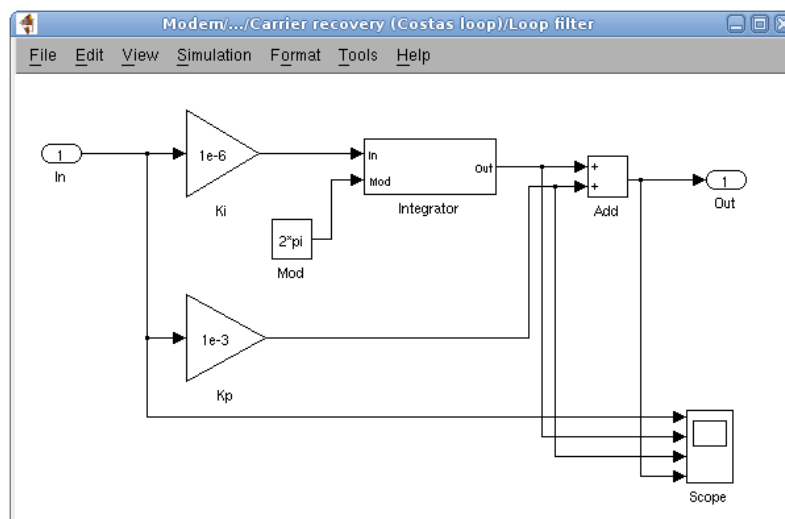 Modem/.../Carrier recovery (Costas loop)/Loop filter
File Edit View Simulation Format Tools Help
1
In
1e-6
Ki
In
Mod
Out
Integrator
2*pi
Mod
+
+
Add
1
Out
1e-3
Kp
Scope